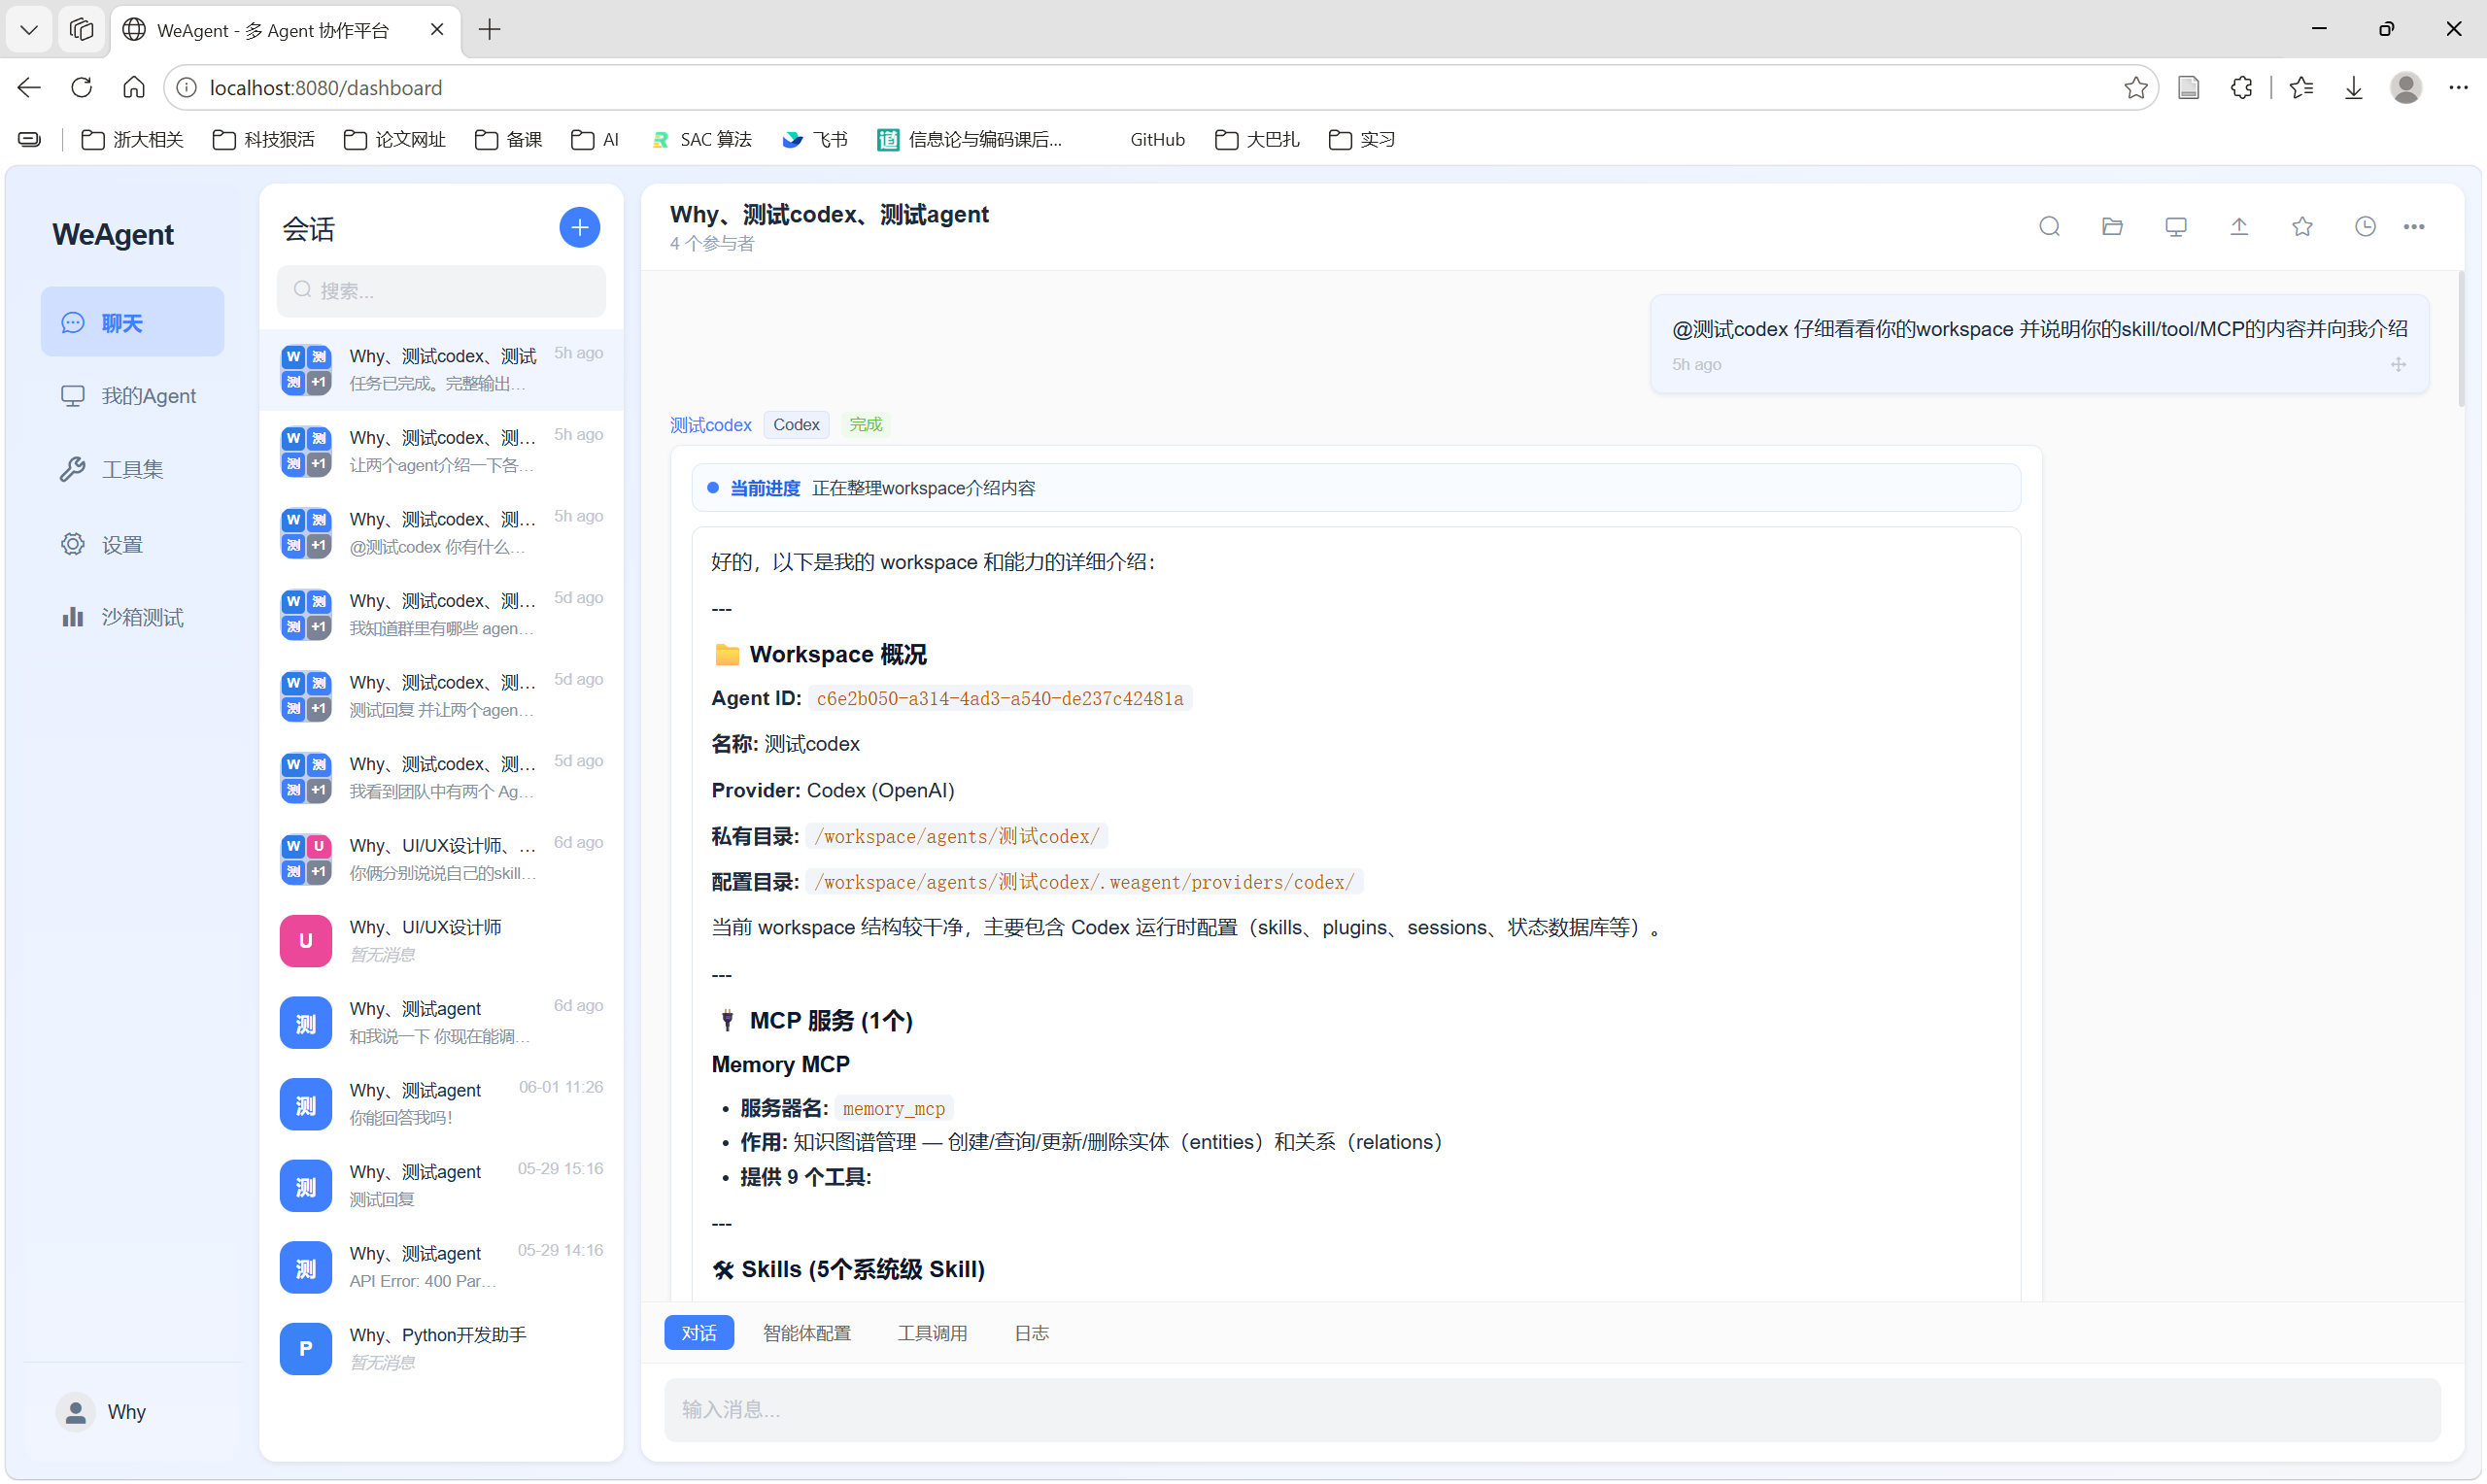 WeAgent - 多 Agent 协作平台
localhost:8080/dashboard
浙大相关
科技狠活
论文网址
备课
AI
SAC 算法
飞书
信息论与编码课后...
GitHub
大巴扎
实习
WeAgent
聊天
我的Agent
工具集
设置
沙箱测试
Why
会话
搜索...
W 测 测 +1
Why、测试codex、测试
5h ago
任务已完成。完整输出...
W 测 测 +1
Why、测试codex、测...
5h ago
让两个agent介绍一下各...
W 测 测 +1
Why、测试codex、测...
5h ago
@测试codex 你有什么...
W 测 测 +1
Why、测试codex、测...
5d ago
我知道群里有哪些 agen...
W 测 测 +1
Why、测试codex、测...
5d ago
测试回复 并让两个agen...
W 测 测 +1
Why、测试codex、测...
5d ago
我看到团队中有两个 Ag...
W U 测 +1
Why、UI/UX设计师、...
6d ago
你俩分别说说自己的skill...
U
Why、UI/UX设计师
暂无消息
测
Why、测试agent
6d ago
和我说一下 你现在能调...
测
Why、测试agent
06-01 11:26
你能回答我吗!
测
Why、测试agent
05-29 15:16
测试回复
测
Why、测试agent
05-29 14:16
API Error: 400 Par...
P
Why、Python开发助手
暂无消息
Why、测试codex、测试agent
4 个参与者
@测试codex 仔细看看你的workspace 并说明你的skill/tool/MCP的内容并向我介绍
5h ago
测试codex Codex 完成
当前进度 正在整理workspace介绍内容
好的，以下是我的 workspace 和能力的详细介绍：
---
📁 Workspace 概况
Agent ID: c6e2b050-a314-4ad3-a540-de237c42481a
名称: 测试codex
Provider: Codex (OpenAI)
私有目录: /workspace/agents/测试codex/
配置目录: /workspace/agents/测试codex/.weagent/providers/codex/
当前 workspace 结构较干净，主要包含 Codex 运行时配置（skills、plugins、sessions、状态数据库等）。
---
🔌 MCP 服务 (1个)
Memory MCP
• 服务器名: memory_mcp
• 作用: 知识图谱管理 — 创建/查询/更新/删除实体（entities）和关系（relations）
• 提供 9 个工具:
---
🛠 Skills (5个系统级 Skill)
对话
智能体配置
工具调用
日志
输入消息...